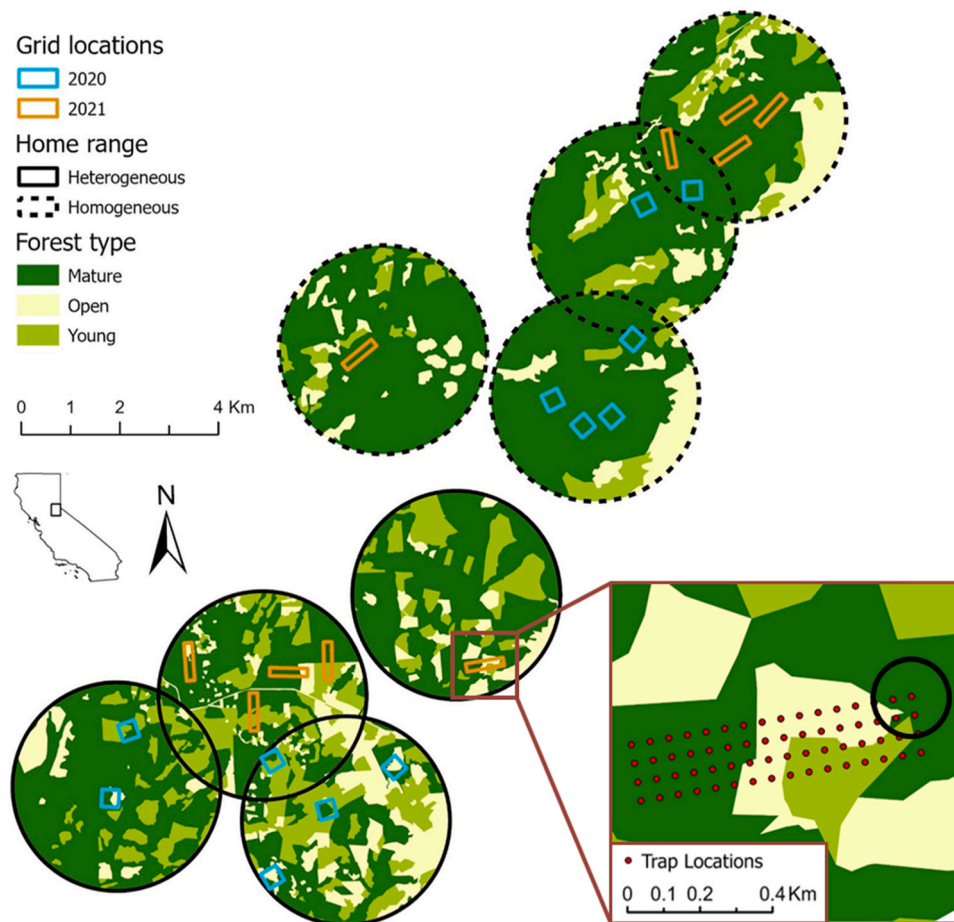 Grid locations
2020
2021
Home range
Heterogeneous
Homogeneous
Forest type
Mature
Open
Young
0 1 2 4 Km
N
Trap Locations
0 0.1 0.2 0.4 Km